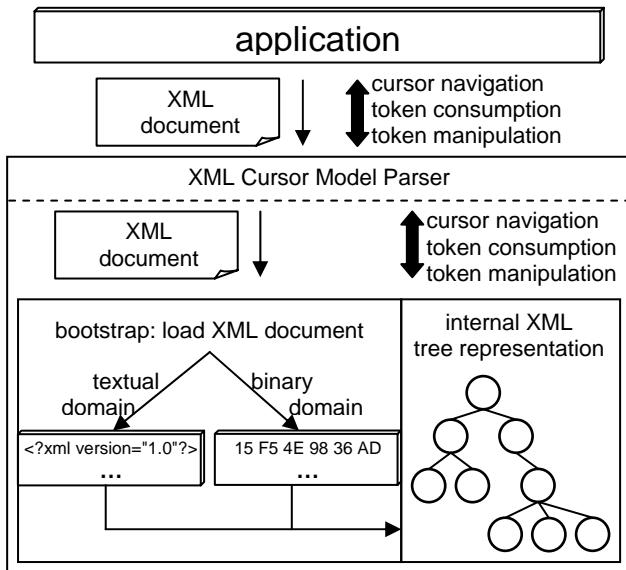 application
XML
document
cursor navigation
token consumption
token manipulation
XML Cursor Model Parser
XML
document
cursor navigation
token consumption
token manipulation
bootstrap: load XML document
textual
domain
binary
domain
<?xml version="1.0"?>
...
15 F5 4E 98 36 AD
...
internal XML
tree representation